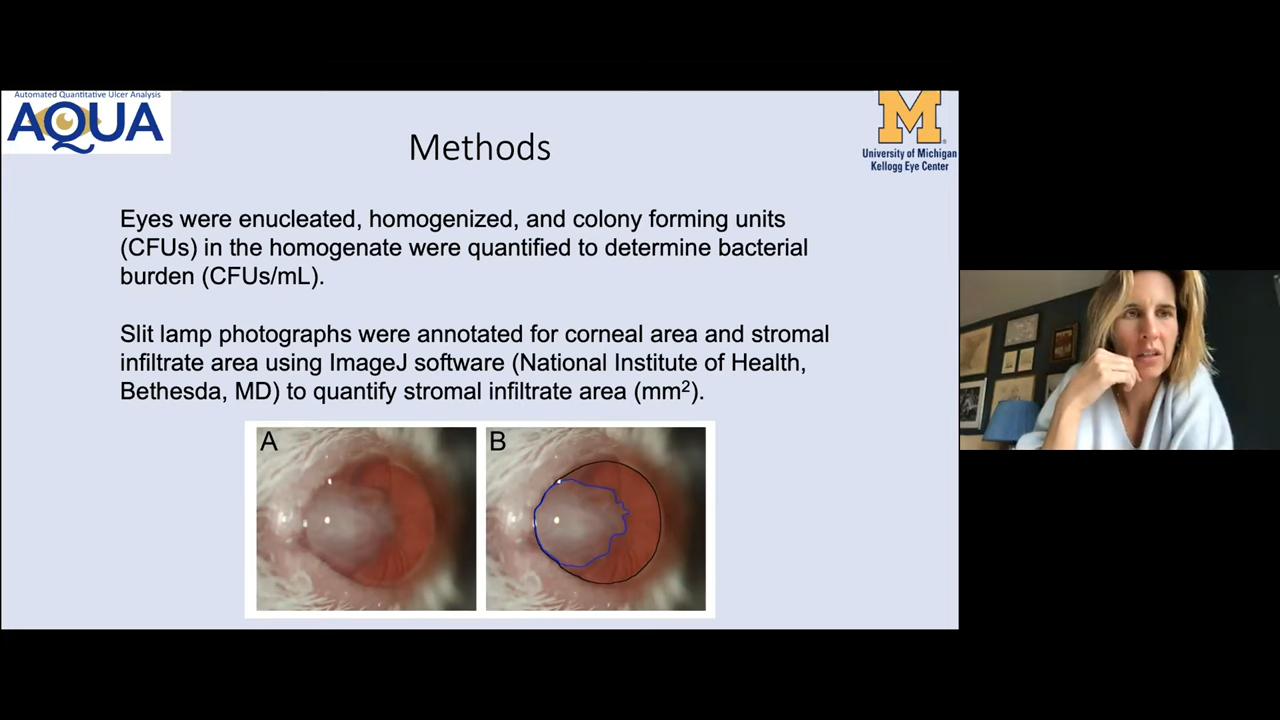 Automated Quantitative Ulcer Analysis
AQUA
Methods
University of Michigan
Kellogg Eye Center
Eyes were enucleated, homogenized, and colony forming units
(CFUs) in the homogenate were quantified to determine bacterial
burden (CFUs/mL).
Slit lamp photographs were annotated for corneal area and stromal
infiltrate area using ImageJ software (National Institute of Health,
Bethesda, MD) to quantify stromal infiltrate area (mm²).
A
B